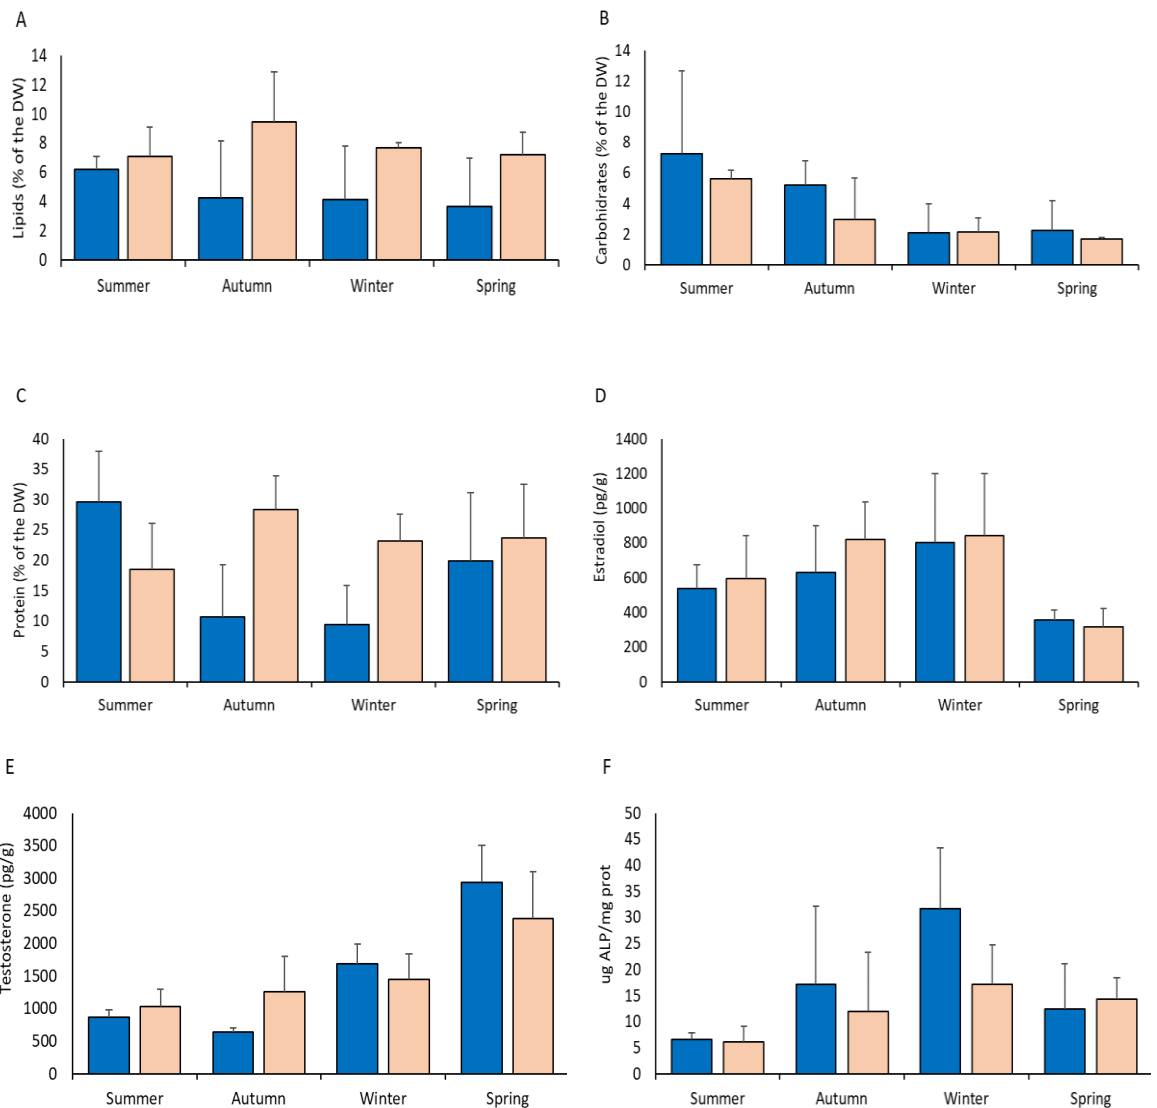 A
Lipids (% of the DW)
14
12
10
8
6
4
2
0
Summer Autumn Winter Spring
B
Carbohidrates (% of the DW)
14
12
10
8
6
4
2
0
Summer Autumn Winter Spring
C
Protein (% of the DW)
40
35
30
25
20
15
10
5
0
Summer Autumn Winter Spring
D
Estradiol (pg/g)
1400
1200
1000
800
600
400
200
0
Summer Autumn Winter Spring
E
Testosterone (pg/g)
4000
3500
3000
2500
2000
1500
1000
500
0
Summer Autumn Winter Spring
F
ug ALP/mg prot
50
45
40
35
30
25
20
15
10
5
0
Summer Autumn Winter Spring